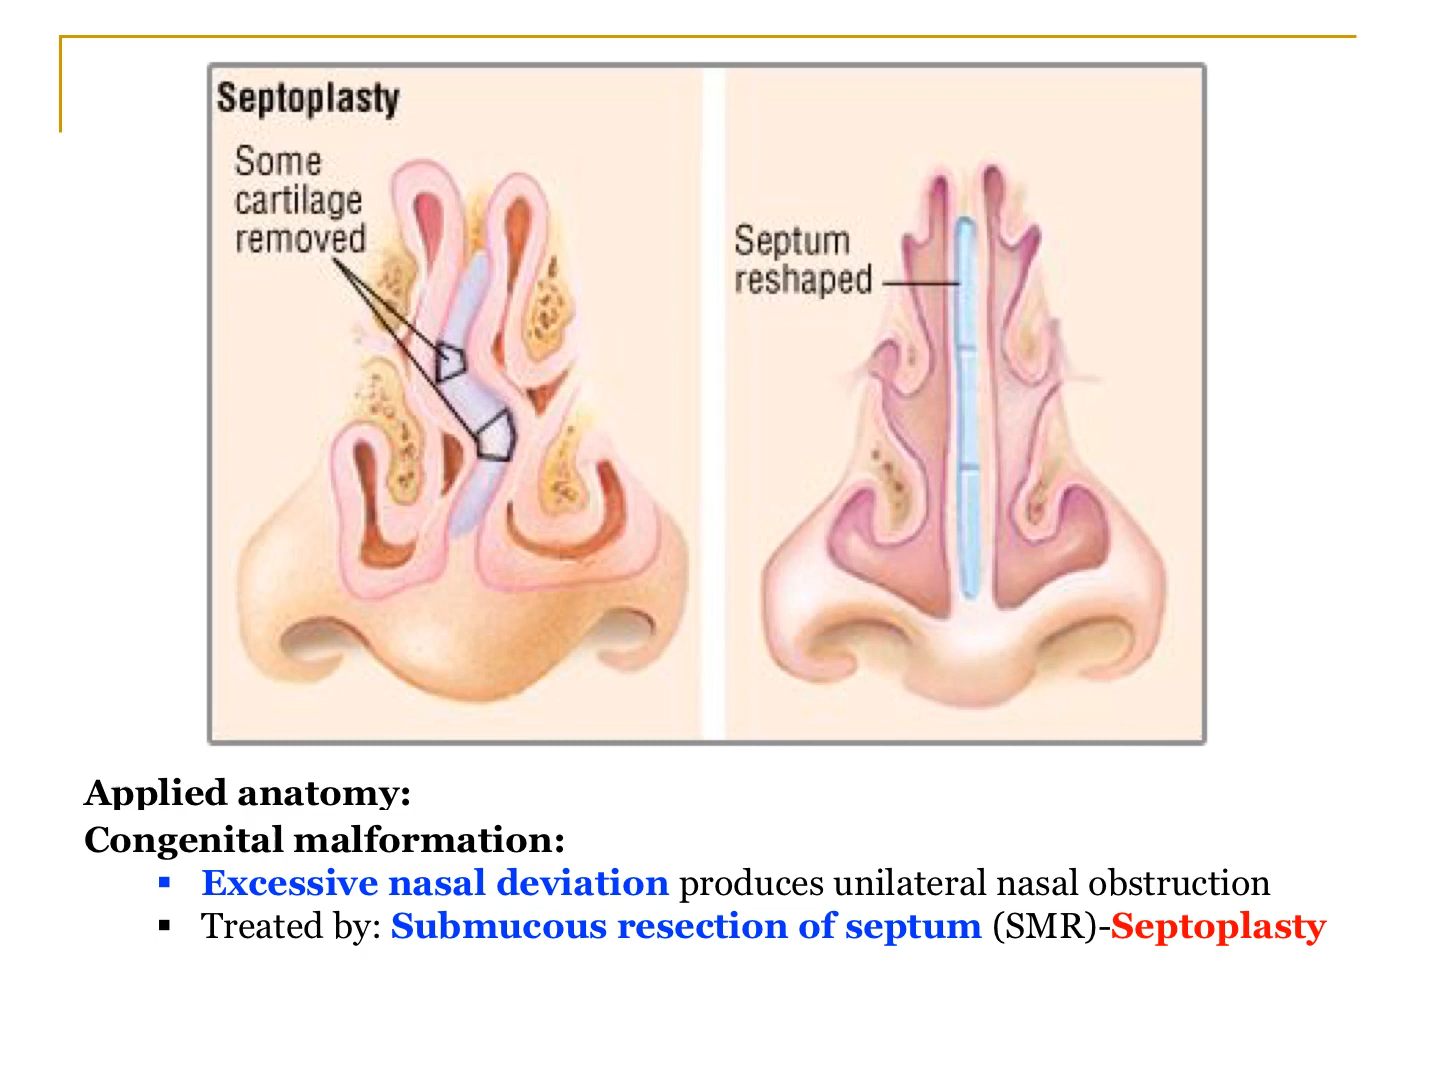 Septoplasty
Some
cartilage
removed
Septum
reshaped
Applied anatomy:
Congenital malformation:
▪ Excessive nasal deviation produces unilateral nasal obstruction
▪ Treated by: Submucous resection of septum (SMR)-Septoplasty